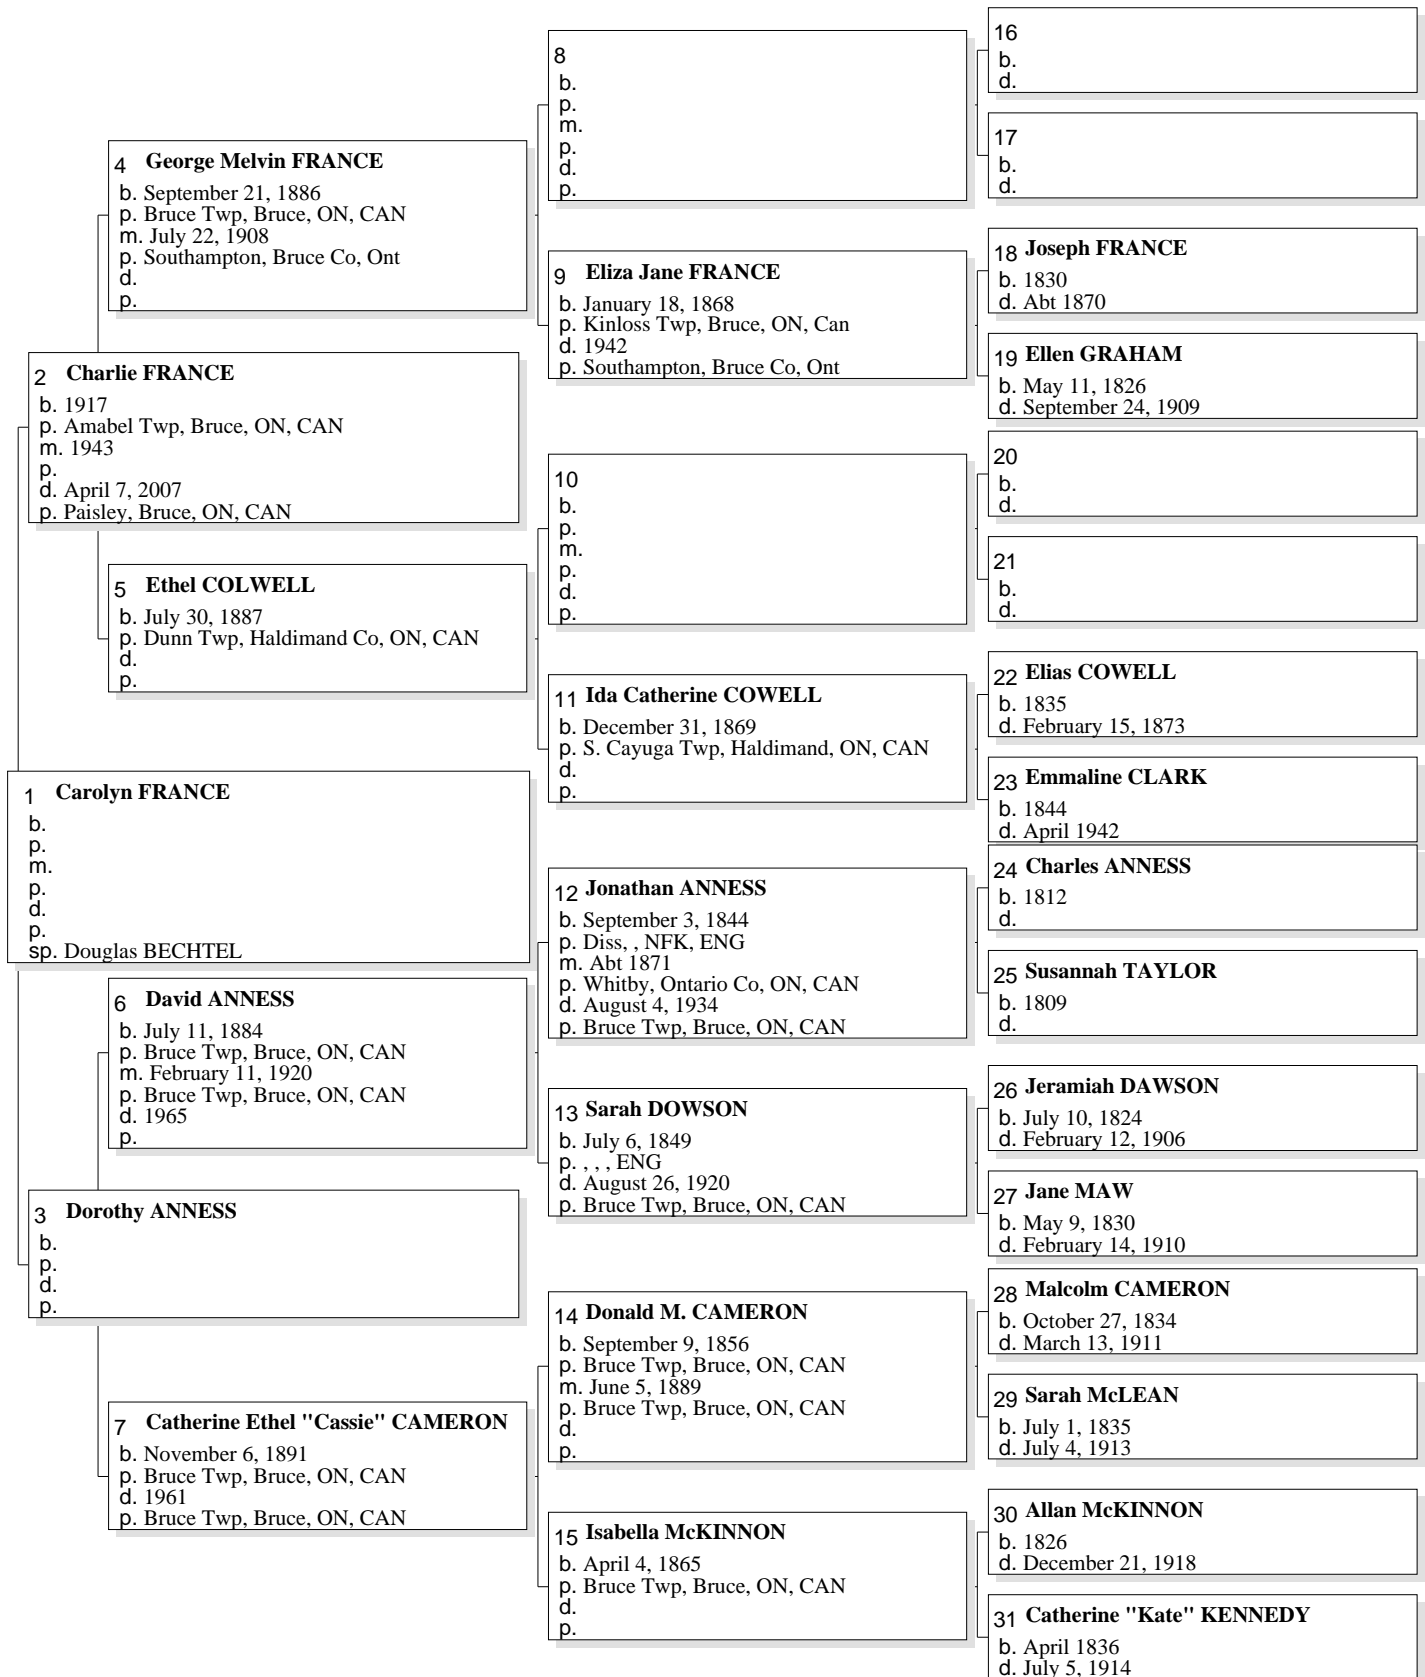 8
b.
p.
m.
p.
d.
p.
16
b.
d.
17
b.
d.
4 George Melvin FRANCE
b. September 21, 1886
p. Bruce Twp, Bruce, ON, CAN
m. July 22, 1908
p. Southampton, Bruce Co, Ont
d.
p.
9 Eliza Jane FRANCE
b. January 18, 1868
p. Kinloss Twp, Bruce, ON, Can
d. 1942
p. Southampton, Bruce Co, Ont
18 Joseph FRANCE
b. 1830
d. Abt 1870
19 Ellen GRAHAM
b. May 11, 1826
d. September 24, 1909
2 Charlie FRANCE
b. 1917
p. Amabel Twp, Bruce, ON, CAN
m. 1943
p.
d. April 7, 2007
p. Paisley, Bruce, ON, CAN
10
b.
p.
m.
p.
d.
p.
20
b.
d.
21
b.
d.
5 Ethel COLWELL
b. July 30, 1887
p. Dunn Twp, Haldimand Co, ON, CAN
d.
p.
11 Ida Catherine COWELL
b. December 31, 1869
p. S. Cayuga Twp, Haldimand, ON, CAN
d.
p.
22 Elias COWELL
b. 1835
d. February 15, 1873
23 Emmaline CLARK
b. 1844
d. April 1942
1 Carolyn FRANCE
b.
p.
m.
p.
d.
p.
sp. Douglas BECHTEL
12 Jonathan ANNESS
b. September 3, 1844
p. Diss, , NFK, ENG
m. Abt 1871
p. Whitby, Ontario Co, ON, CAN
d. August 4, 1934
p. Bruce Twp, Bruce, ON, CAN
24 Charles ANNESS
b. 1812
d.
25 Susannah TAYLOR
b. 1809
d.
6 David ANNESS
b. July 11, 1884
p. Bruce Twp, Bruce, ON, CAN
m. February 11, 1920
p. Bruce Twp, Bruce, ON, CAN
d. 1965
p.
13 Sarah DOWSON
b. July 6, 1849
p. , , , ENG
d. August 26, 1920
p. Bruce Twp, Bruce, ON, CAN
26 Jeramiah DAWSON
b. July 10, 1824
d. February 12, 1906
27 Jane MAW
b. May 9, 1830
d. February 14, 1910
3 Dorothy ANNESS
b.
p.
d.
p.
14 Donald M. CAMERON
b. September 9, 1856
p. Bruce Twp, Bruce, ON, CAN
m. June 5, 1889
p. Bruce Twp, Bruce, ON, CAN
d.
p.
28 Malcolm CAMERON
b. October 27, 1834
d. March 13, 1911
29 Sarah McLEAN
b. July 1, 1835
d. July 4, 1913
7 Catherine Ethel "Cassie" CAMERON
b. November 6, 1891
p. Bruce Twp, Bruce, ON, CAN
d. 1961
p. Bruce Twp, Bruce, ON, CAN
15 Isabella McKINNON
b. April 4, 1865
p. Bruce Twp, Bruce, ON, CAN
d.
p.
30 Allan McKINNON
b. 1826
d. December 21, 1918
31 Catherine "Kate" KENNEDY
b. April 1836
d. July 5, 1914